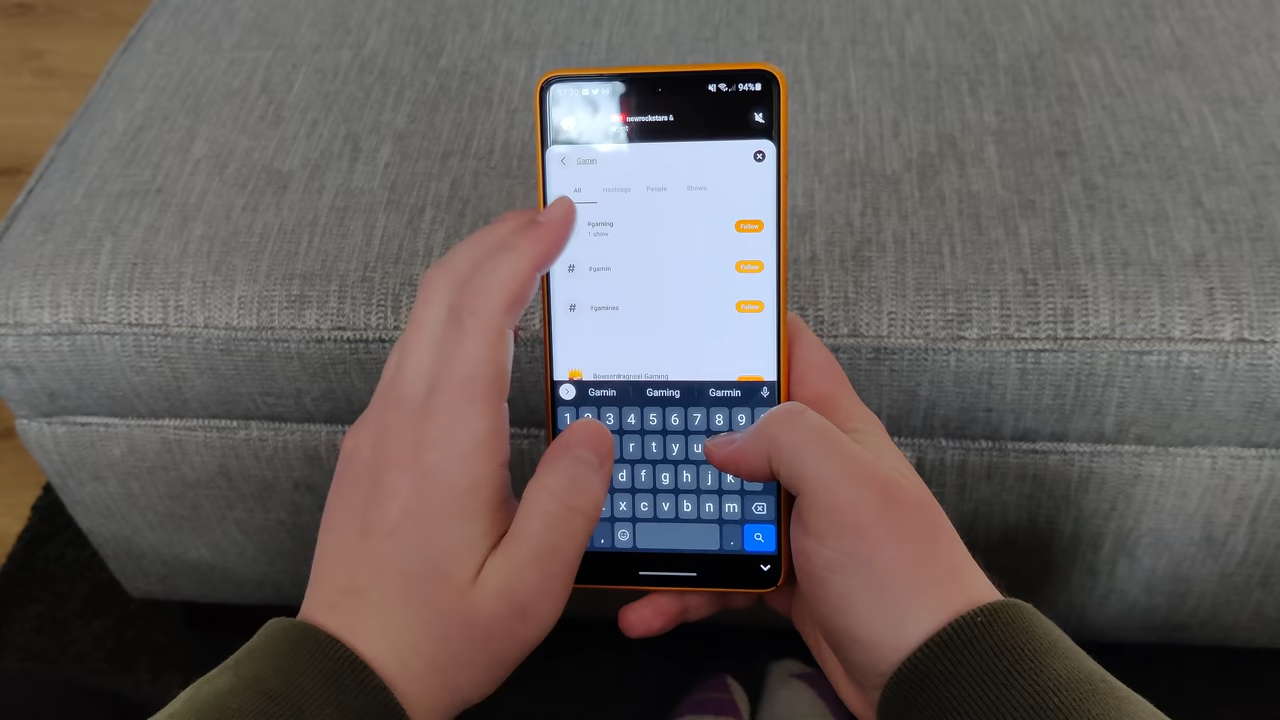 94%
newrockstars &
Gamin
All Hashtags People Shows
#gaming
1 show
Follow
# #gamin Follow
# #gamines Follow
Bowserdragneel Gaming
Gamin Gaming Garmin
1 2 3 4 5 6 7 8 9
r t y u
d f g h j k
x c v b n m
, .